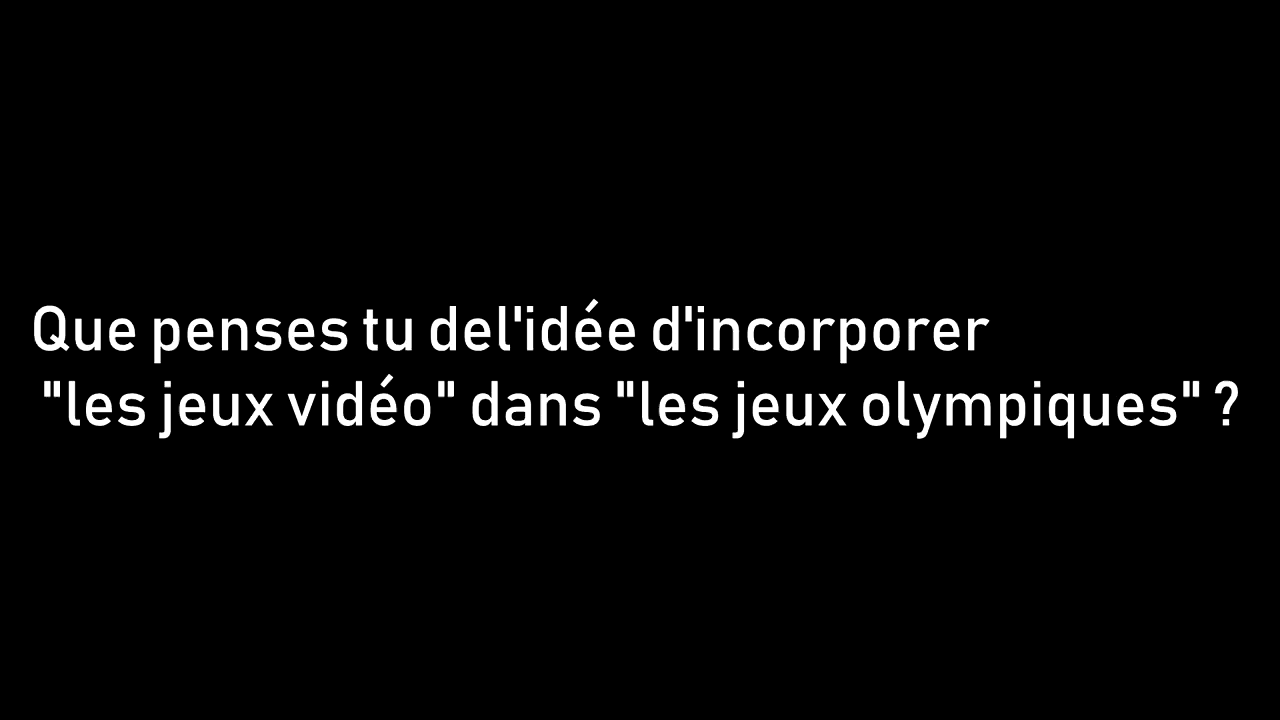 Que penses tu del'idée d'incorporer
"les jeux vidéo" dans "les jeux olympiques" ?